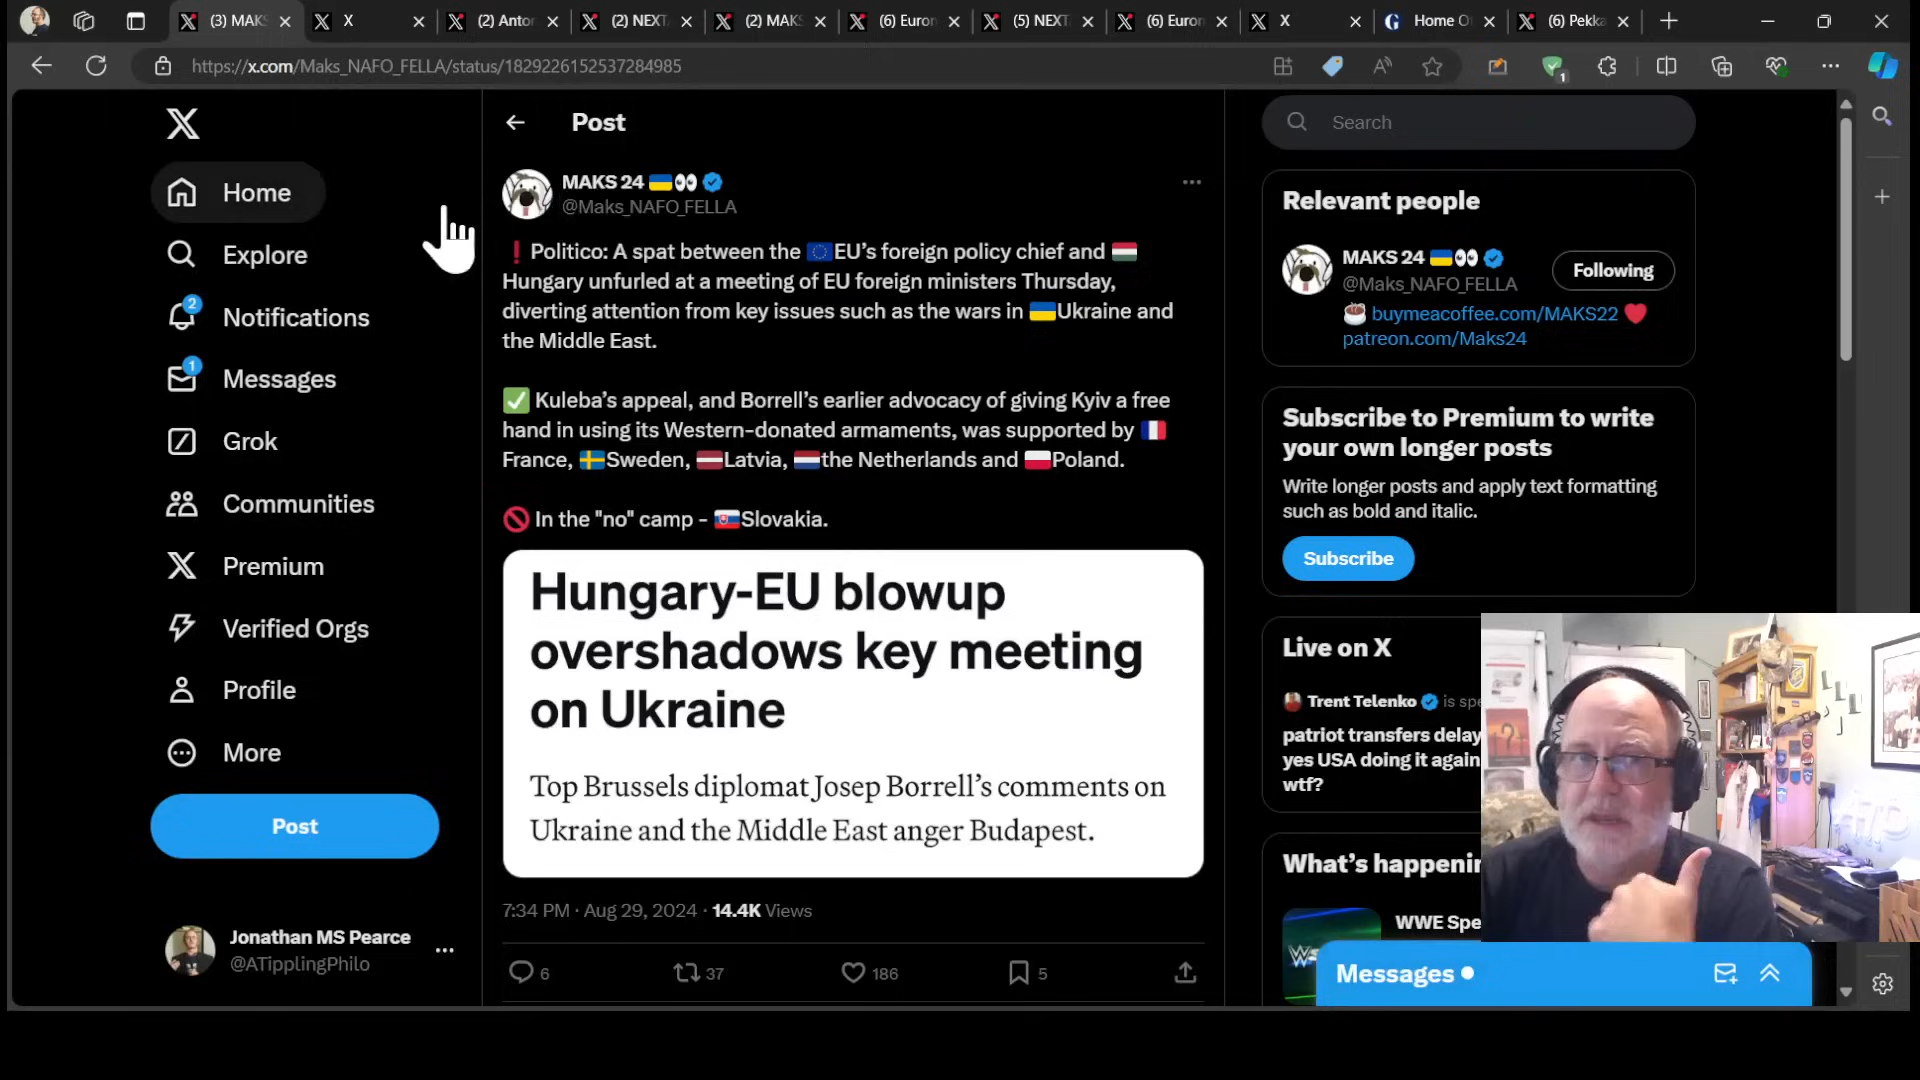 (3) MAKS
X
(2) Anton
(2) NEXT
(2) MAKS
(6) Euro
(5) NEXT
(6) Euro
X
Home O
(6) Pekka
https://x.com/Maks_NAFO_FELLA/status/1829226152537284985
1
Home
Explore
2
Notifications
1
Messages
Grok
Communities
Premium
Verified Orgs
Profile
More
Post
Jonathan MS Pearce
@ATipplingPhilo
Post
MAKS 24 🇺🇦👀
@Maks_NAFO_FELLA
❗️Politico: A spat between the 🇪🇺EU’s foreign policy chief and 🇭🇺
Hungary unfurled at a meeting of EU foreign ministers Thursday,
diverting attention from key issues such as the wars in 🇺🇦Ukraine and
the Middle East.
✅ Kuleba’s appeal, and Borrell’s earlier advocacy of giving Kyiv a free
hand in using its Western-donated armaments, was supported by 🇫🇷
France, 🇸🇪Sweden, 🇱🇻Latvia, 🇳🇱the Netherlands and 🇵🇱Poland.
🚫 In the "no" camp - 🇸🇰Slovakia.
Hungary-EU blowup
overshadows key meeting
on Ukraine
Top Brussels diplomat Josep Borrell’s comments on
Ukraine and the Middle East anger Budapest.
7:34 PM · Aug 29, 2024 · 14.4K Views
6
37
186
5
Search
Relevant people
MAKS 24 🇺🇦👀
@Maks_NAFO_FELLA
Following
☕ buymeacoffee.com/MAKS22 ❤️
patreon.com/Maks24
Subscribe to Premium to write
your own longer posts
Write longer posts and apply text formatting
such as bold and italic.
Subscribe
Live on X
Trent Telenko is spe
patriot transfers delay
yes USA doing it again
wtf?
What’s happenin
WWE Spe
Messages